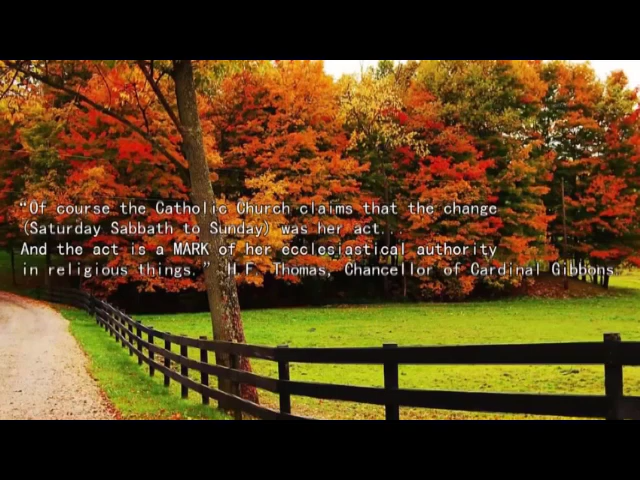 “Of course the Catholic Church claims that the change
(Saturday Sabbath to Sunday) was her act...
And the act is a MARK of her ecclesiastical authority
in religious things.” H.F. Thomas, Chancellor of Cardinal Gibbons